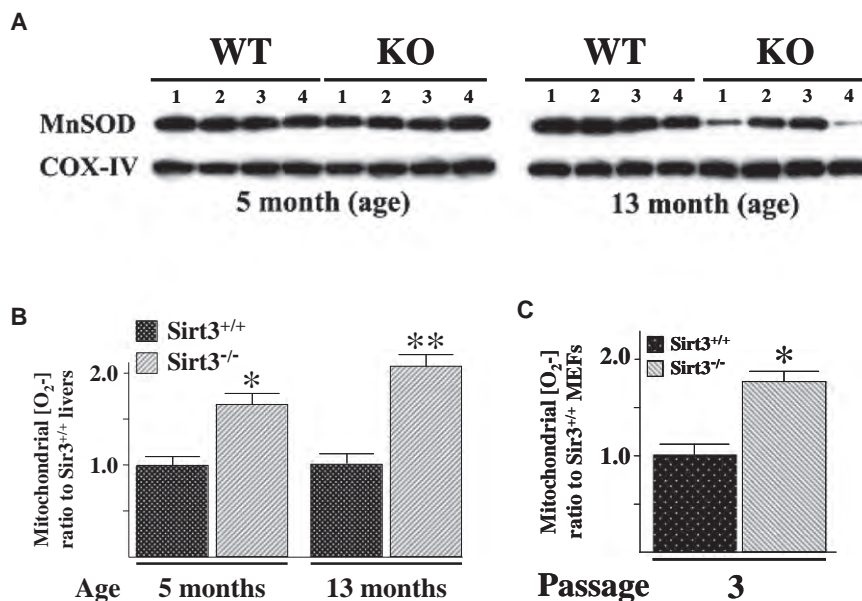 A
WT KO WT KO
1 2 3 4 1 2 3 4 1 2 3 4 1 2 3 4
MnSOD
COX-IV
5 month (age) 13 month (age)
B
Sirt3+/+
Sirt3-/-
Mitochondrial [O2-]
ratio to Sir3+/+ livers
2.0
1.0
* **
Age 5 months 13 months
C
Sirt3+/+
Sirt3-/-
Mitochondrial [O2-]
ratio to Sir3+/+ MEFs
2.0
1.0
*
Passage 3